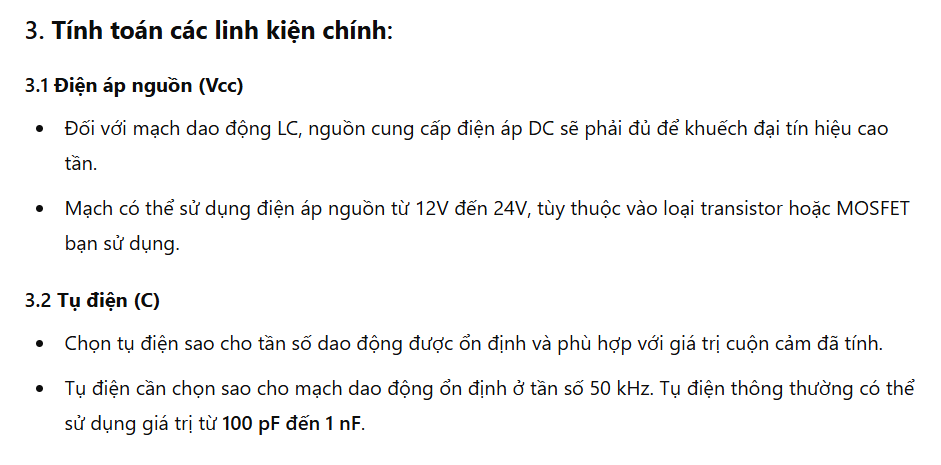 3. Tính toán các linh kiện chính:
3.1 Điện áp nguồn (Vcc)
• Đối với mạch dao động LC, nguồn cung cấp điện áp DC sẽ phải đủ để khuếch đại tín hiệu cao
tần.
• Mạch có thể sử dụng điện áp nguồn từ 12V đến 24V, tùy thuộc vào loại transistor hoặc MOSFET
bạn sử dụng.
3.2 Tụ điện (C)
• Chọn tụ điện sao cho tần số dao động được ổn định và phù hợp với giá trị cuộn cảm đã tính.
• Tụ điện cần chọn sao cho mạch dao động ổn định ở tần số 50 kHz. Tụ điện thông thường có thể
sử dụng giá trị từ 100 pF đến 1 nF.